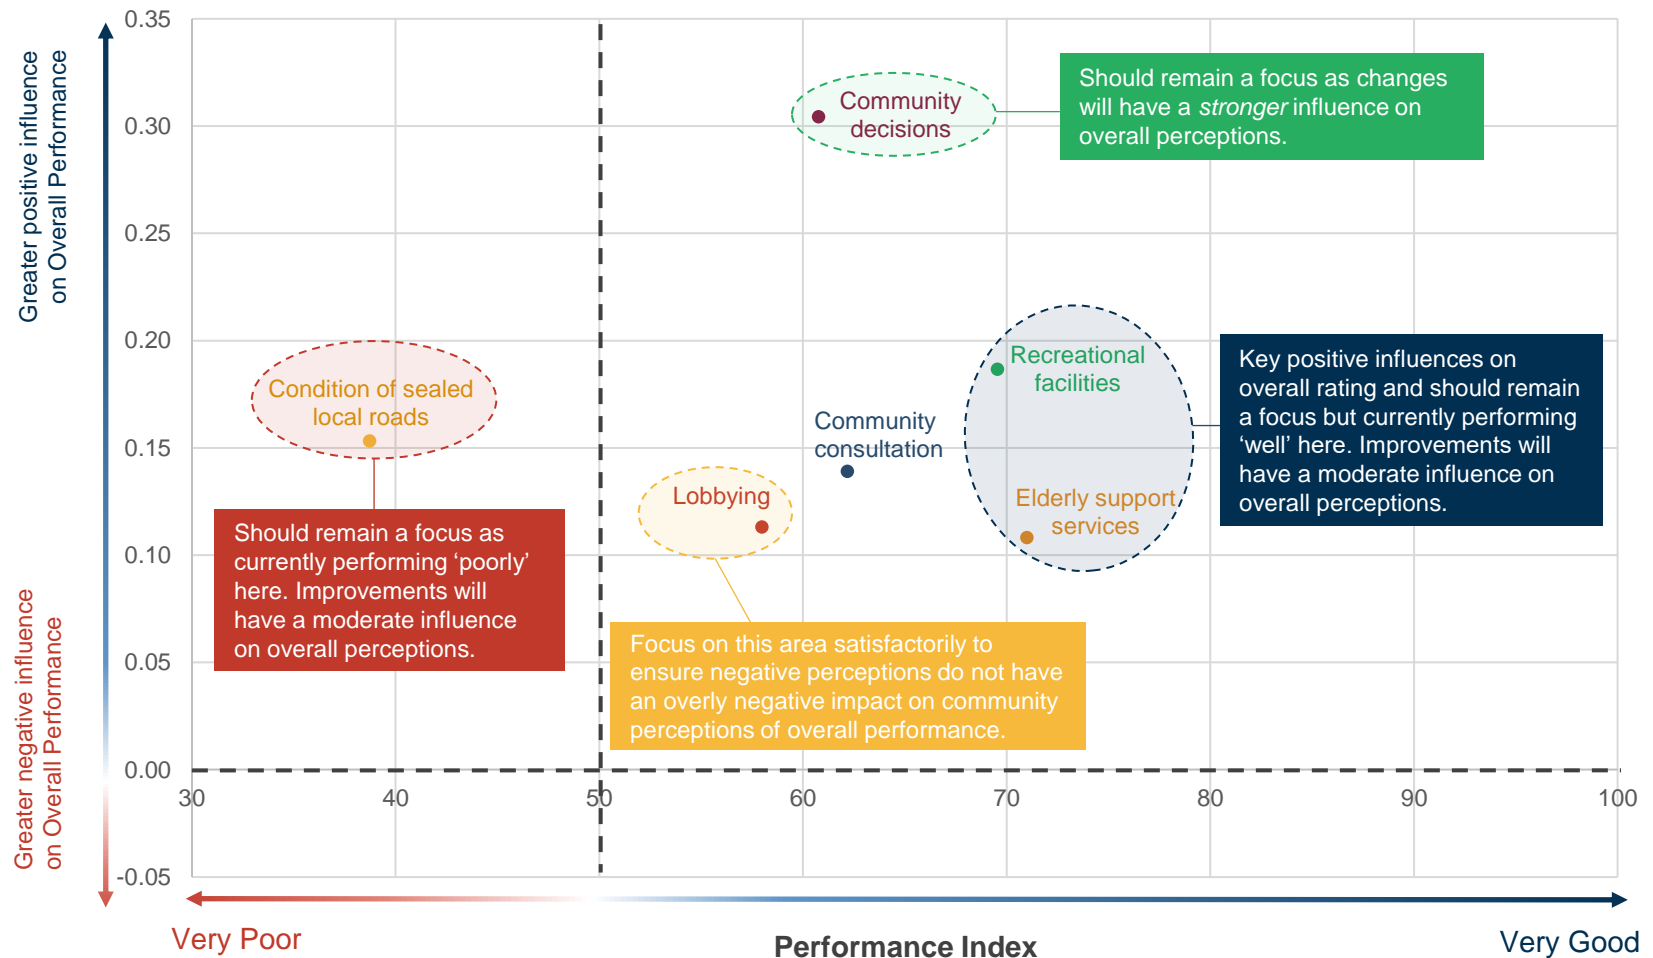 Greater positive influence
on Overall Performance
Greater negative influence
on Overall Performance
0.35
0.30
0.25
0.20
0.15
0.10
0.05
0.00
-0.05
30
40
50
60
70
80
90
100
Community
decisions
Should remain a focus as changes
will have a stronger influence on
overall perceptions.
Condition of sealed
local roads
Should remain a focus as
currently performing ‘poorly’
here. Improvements will
have a moderate influence
on overall perceptions.
Lobbying
Focus on this area satisfactorily to
ensure negative perceptions do not have
an overly negative impact on community
perceptions of overall performance.
Community
consultation
Recreational
facilities
Elderly support
services
Key positive influences on
overall rating and should remain
a focus but currently performing
‘well’ here. Improvements will
have a moderate influence on
overall perceptions.
Very Poor
Performance Index
Very Good